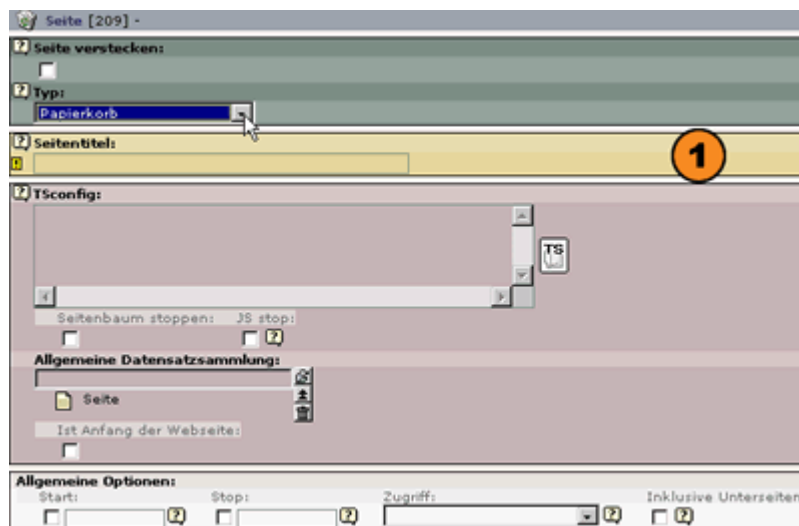 Seite [209] -
? Seite verstecken:
? Typ:
Papierkorb
? Seitentitel:
!
1
? TSconfig:
TS
Seitenbaum stoppen: JS stop:
?
Allgemeine Datensatzsammlung:
Seite
Ist Anfang der Webseite:
Allgemeine Optionen:
Start: Stop: Zugriff: Inklusive Unterseiten
? ? ?